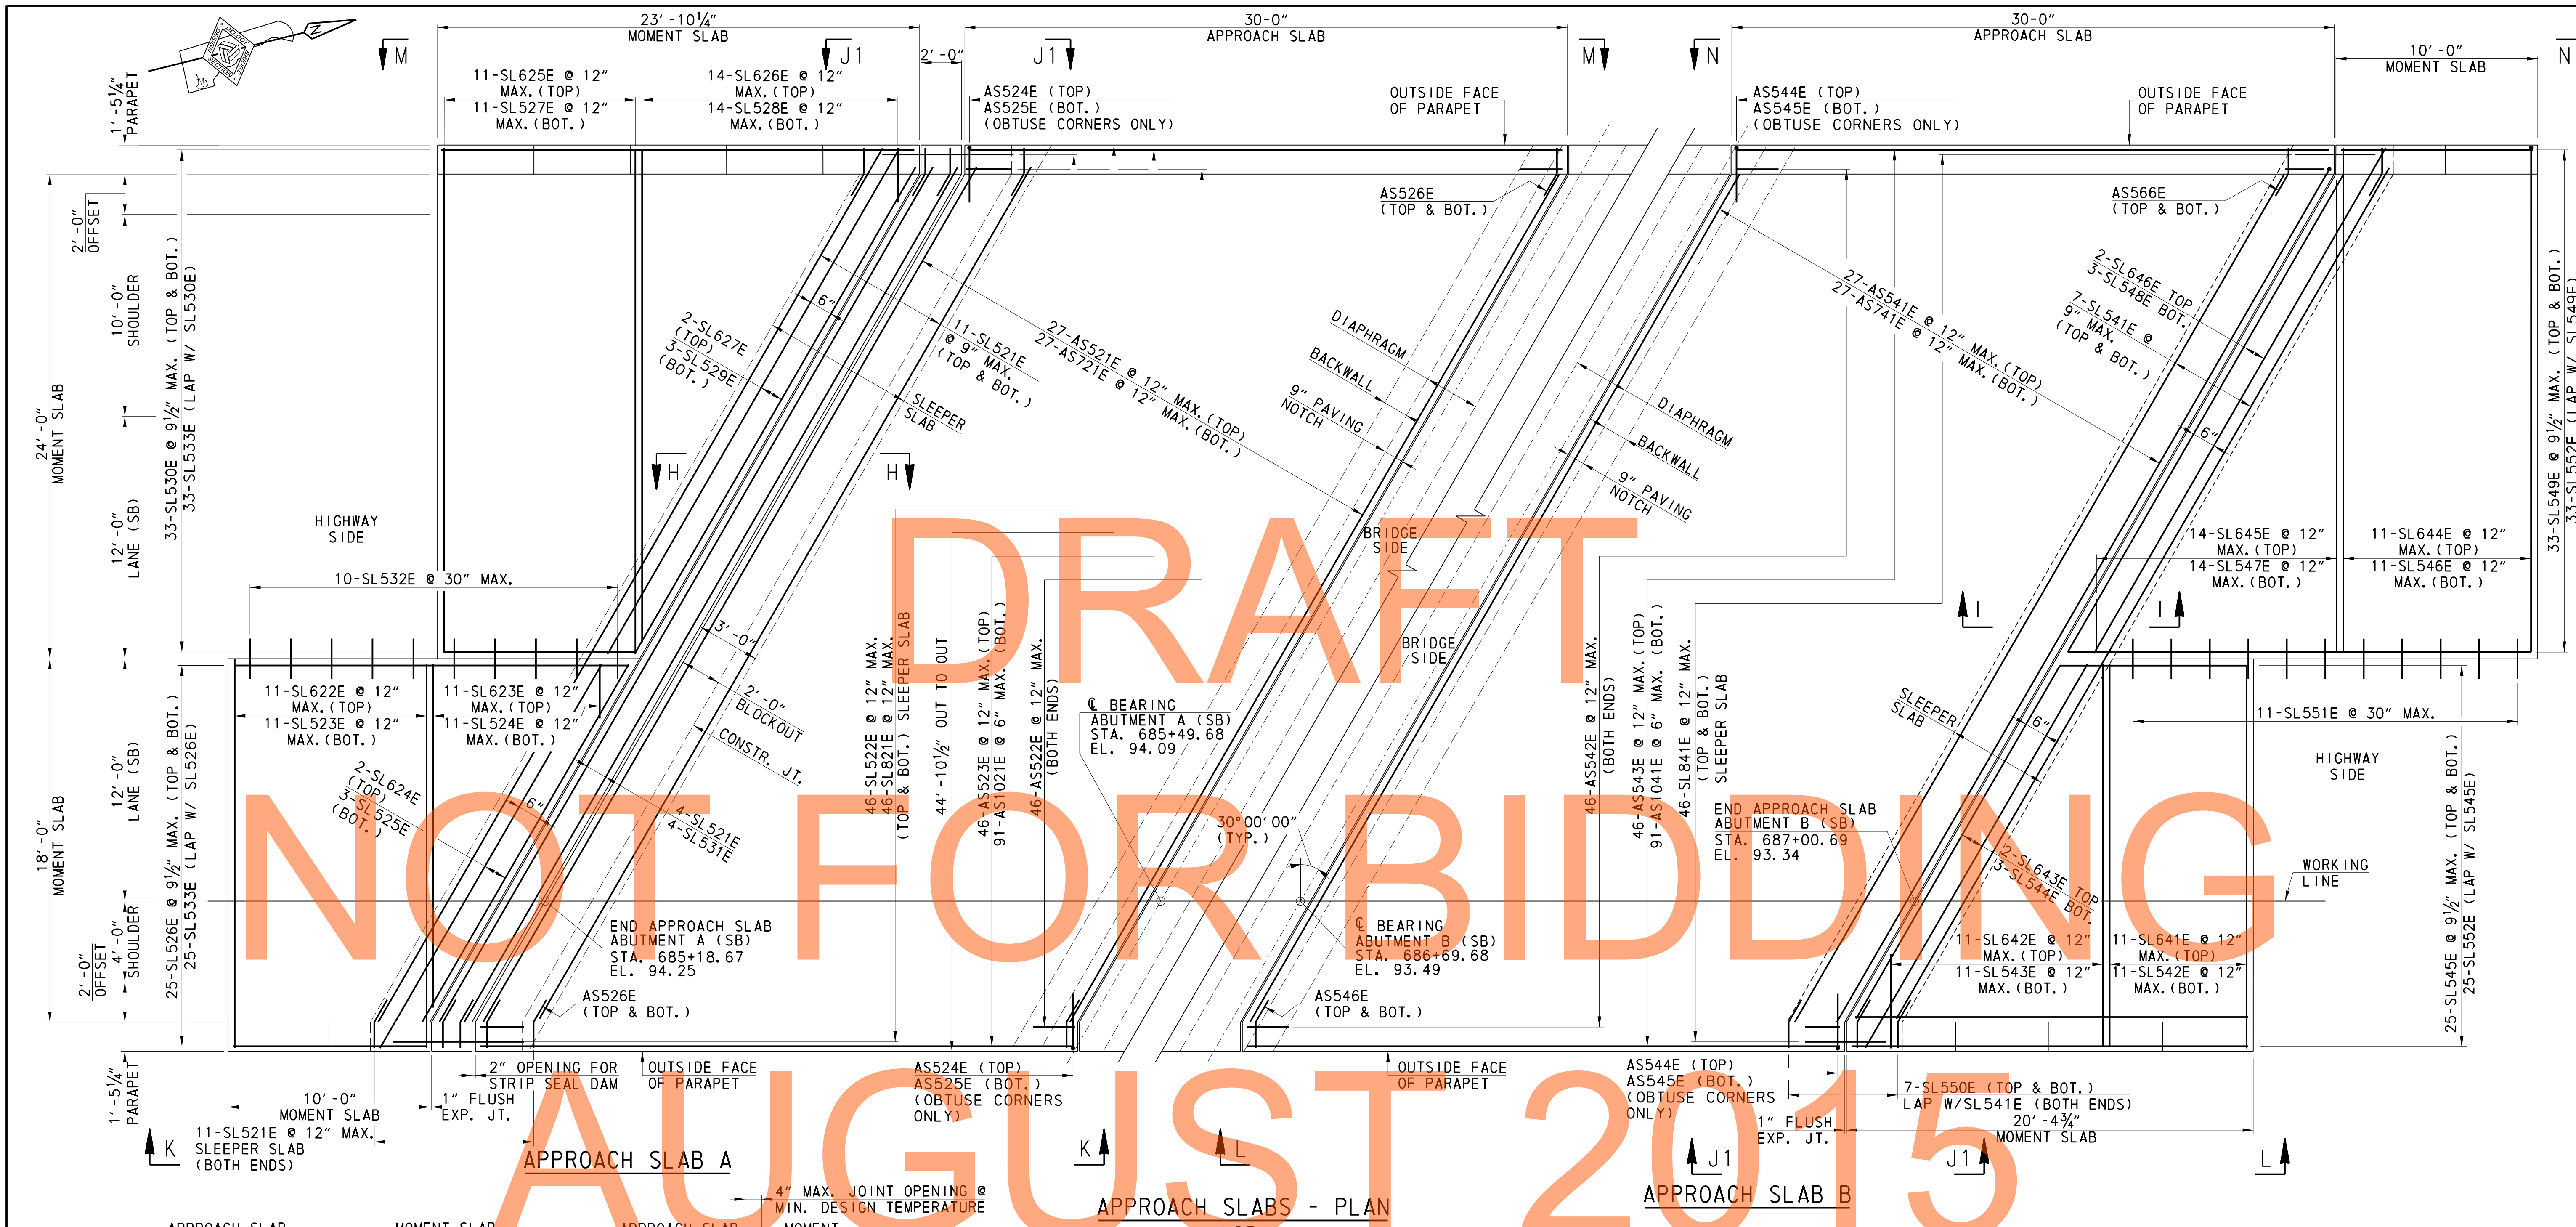 23'-10¼"
MOMENT SLAB
30-0"
APPROACH SLAB
30-0"
APPROACH SLAB
10'-0"
MOMENT SLAB
DELDOT
BRIDGE
SECTION
DESIGN
N
M
J1
2'-0"
J1
M
N
N
11-SL625E @ 12"
MAX.(TOP)
11-SL527E @ 12"
MAX.(BOT.)
14-SL626E @ 12"
MAX.(TOP)
14-SL528E @ 12"
MAX.(BOT.)
AS524E (TOP)
AS525E (BOT.)
(OBTUSE CORNERS ONLY)
OUTSIDE FACE
OF PARAPET
AS544E (TOP)
AS545E (BOT.)
(OBTUSE CORNERS ONLY)
OUTSIDE FACE
OF PARAPET
1'-5¼"
PARAPET
2'-0"
OFFSET
10'-0"
SHOULDER
24'-0"
MOMENT SLAB
12'-0"
LANE (SB)
33-SL530E @ 9½" MAX. (TOP & BOT.)
33-SL533E (LAP W/ SL530E)
HIGHWAY
SIDE
10-SL532E @ 30" MAX.
2-SL627E
(TOP)
3-SL529E
(BOT.)
6"
11-SL521E
@ 9" MAX.
(TOP & BOT.)
SLEEPER
SLAB
H
H
27-AS521E @ 12" MAX.(TOP)
27-AS721E @ 12" MAX.(BOT.)
AS526E
(TOP & BOT.)
DIAPHRAGM
BACKWALL
9" PAVING
NOTCH
DIAPHRAGM
BACKWALL
9" PAVING
NOTCH
BRIDGE
SIDE
BRIDGE
SIDE
AS566E
(TOP & BOT.)
27-AS541E @ 12" MAX.(TOP)
27-AS741E @ 12" MAX.(BOT.)
2-SL646E TOP
3-SL548E BOT.
7-SL541E @
9" MAX.
(TOP & BOT.)
6"
14-SL645E @ 12"
MAX.(TOP)
14-SL547E @ 12"
MAX.(BOT.)
11-SL644E @ 12"
MAX.(TOP)
11-SL546E @ 12"
MAX.(BOT.)
33-SL549E @ 9½" MAX. (TOP & BOT.)
33-SL552E (LAP W/ SL549E)
I
I
DRAFT
NOT FOR BIDDING
AUGUST 2015
18'-0"
MOMENT SLAB
12'-0"
LANE (SB)
4'-0"
SHOULDER
2'-0"
OFFSET
1'-5¼"
PARAPET
25-SL526E @ 9½" MAX. (TOP & BOT.)
25-SL533E (LAP W/ SL526E)
11-SL622E @ 12"
MAX.(TOP)
11-SL523E @ 12"
MAX.(BOT.)
11-SL623E @ 12"
MAX.(TOP)
11-SL524E @ 12"
MAX.(BOT.)
2-SL624E
(TOP)
3-SL525E
(BOT.)
6"
4-SL521E
4-SL531E
3'-0"
2'-0"
BLOCKOUT
CONSTR. JT.
46-SL522E @ 12" MAX.
46-SL821E @ 12" MAX.
(TOP & BOT.) SLEEPER SLAB
44'-10½" OUT TO OUT
46-AS523E @ 12" MAX.(TOP)
91-AS1021E @ 6" MAX. (BOT.)
46-AS522E @ 12" MAX.
(BOTH ENDS)
℄ BEARING
ABUTMENT A (SB)
STA. 685+49.68
EL. 94.09
30°00'00"
(TYP.)
46-AS542E @ 12" MAX.
(BOTH ENDS)
46-AS543E @ 12" MAX.(TOP)
91-AS1041E @ 6" MAX. (BOT.)
46-SL841E @ 12" MAX.
(TOP & BOT.)
SLEEPER SLAB
END APPROACH SLAB
ABUTMENT B (SB)
STA. 687+00.69
EL. 93.34
SLEEPER
SLAB
6"
2-SL643E TOP
3-SL544E BOT.
11-SL551E @ 30" MAX.
HIGHWAY
SIDE
WORKING
LINE
11-SL642E @ 12"
MAX.(TOP)
11-SL543E @ 12"
MAX.(BOT.)
11-SL641E @ 12"
MAX.(TOP)
11-SL542E @ 12"
MAX.(BOT.)
25-SL545E @ 9½" MAX. (TOP & BOT.)
25-SL552E (LAP W/ SL545E)
END APPROACH SLAB
ABUTMENT A (SB)
STA. 685+18.67
EL. 94.25
℄ BEARING
ABUTMENT B (SB)
STA. 686+69.68
EL. 93.49
AS526E
(TOP & BOT.)
AS546E
(TOP & BOT.)
10'-0"
MOMENT SLAB
1" FLUSH
EXP. JT.
2" OPENING FOR
STRIP SEAL DAM
OUTSIDE FACE
OF PARAPET
AS524E (TOP)
AS525E (BOT.)
(OBTUSE CORNERS
ONLY)
OUTSIDE FACE
OF PARAPET
AS544E (TOP)
AS545E (BOT.)
(OBTUSE CORNERS
ONLY)
1" FLUSH
EXP. JT.
7-SL550E (TOP & BOT.)
LAP W/SL541E (BOTH ENDS)
20'-4¾"
MOMENT SLAB
K
11-SL521E @ 12" MAX.
SLEEPER SLAB
(BOTH ENDS)
APPROACH SLAB A
K
L
J1
J1
L
4" MAX. JOINT OPENING @
MIN. DESIGN TEMPERATURE
APPROACH SLABS - PLAN
APPROACH SLAB B
APPROACH SLAB
MOMENT SLAB
APPROACH SLAB
MOMENT